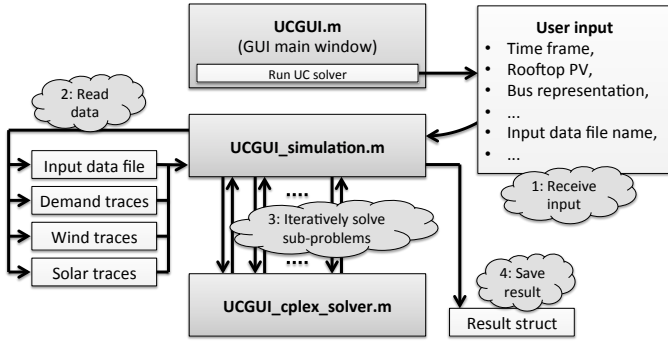 UCGUI.m
(GUI main window)
Run UC solver
User input
• Time frame,
• Rooftop PV,
• Bus representation,
• ...
• Input data file name,
• ...
1: Receive
input
2: Read
data
UCGUI_simulation.m
Input data file
Demand traces
Wind traces
Solar traces
....
3: Iteratively solve
sub-problems
....
UCGUI_cplex_solver.m
4: Save
result
Result struct